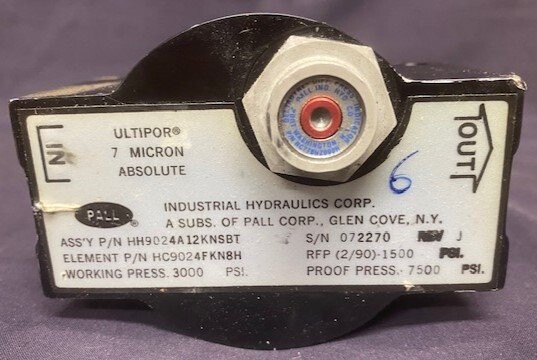 IN
ULTIPOR®
7 MICRON
ABSOLUTE
OUT
6
PALL
INDUSTRIAL HYDRAULICS CORP.
A SUBS. OF PALL CORP., GLEN COVE, N.Y.
ASS'Y P/N HH9024A12KNSBT S/N 072270 REV J
ELEMENT P/N HC9024FKN8H RFP (2/90)-1500 PSI.
WORKING PRESS. 3000 PSI. PROOF PRESS. 7500 PSI.